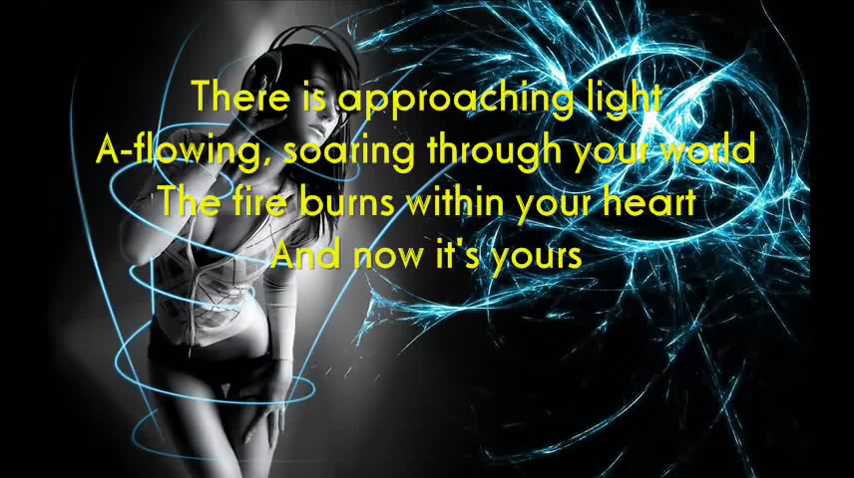 There is approaching light
A-flowing, soaring through your world
The fire burns within your heart
And now it's yours